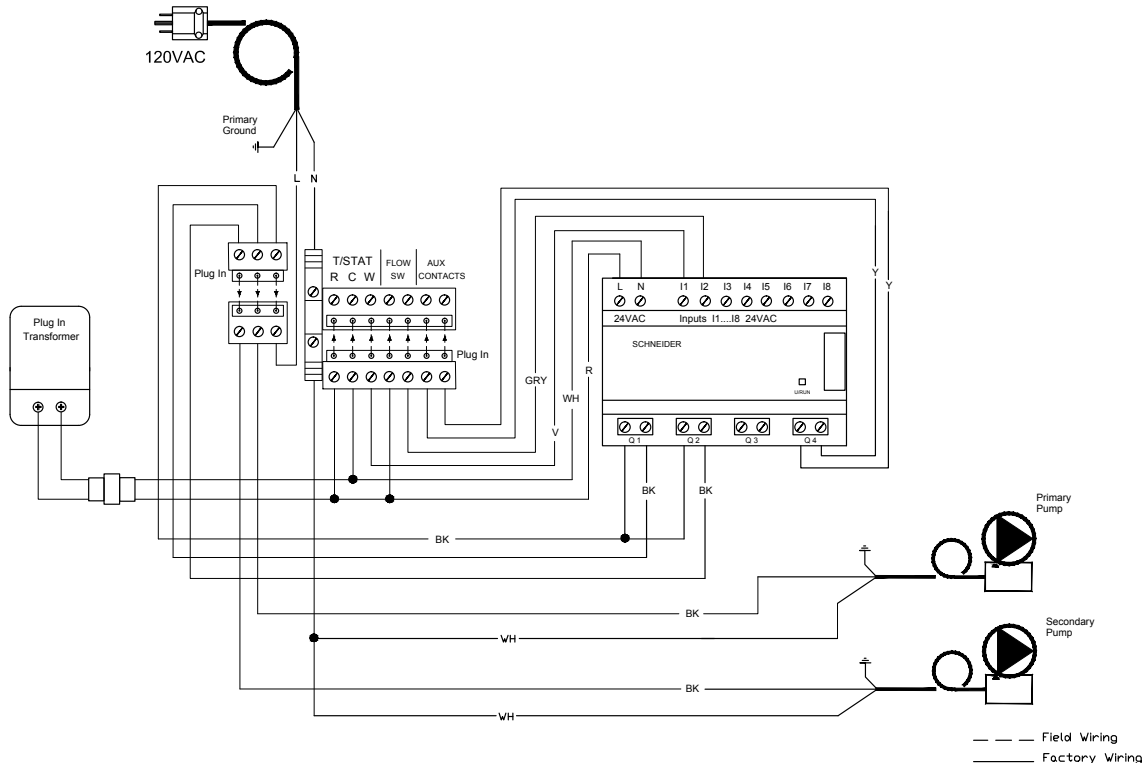 120VAC
Primary
Ground
L N
T/STAT
FLOW
SW
AUX
CONTACTS
R C W
Plug In
Plug In
Plug In
Transformer
L N I1 I2 I3 I4 I5 I6 I7 I8
24VAC Inputs I1....I8 24VAC
SCHNEIDER
UI/RUN
Q 1 Q 2 Q 3 Q 4
Y
Y
R
GRY
WH
V
BK
BK
BK
Primary
Pump
BK
WH
Secondary
Pump
BK
WH
Field Wiring
Factory Wiring